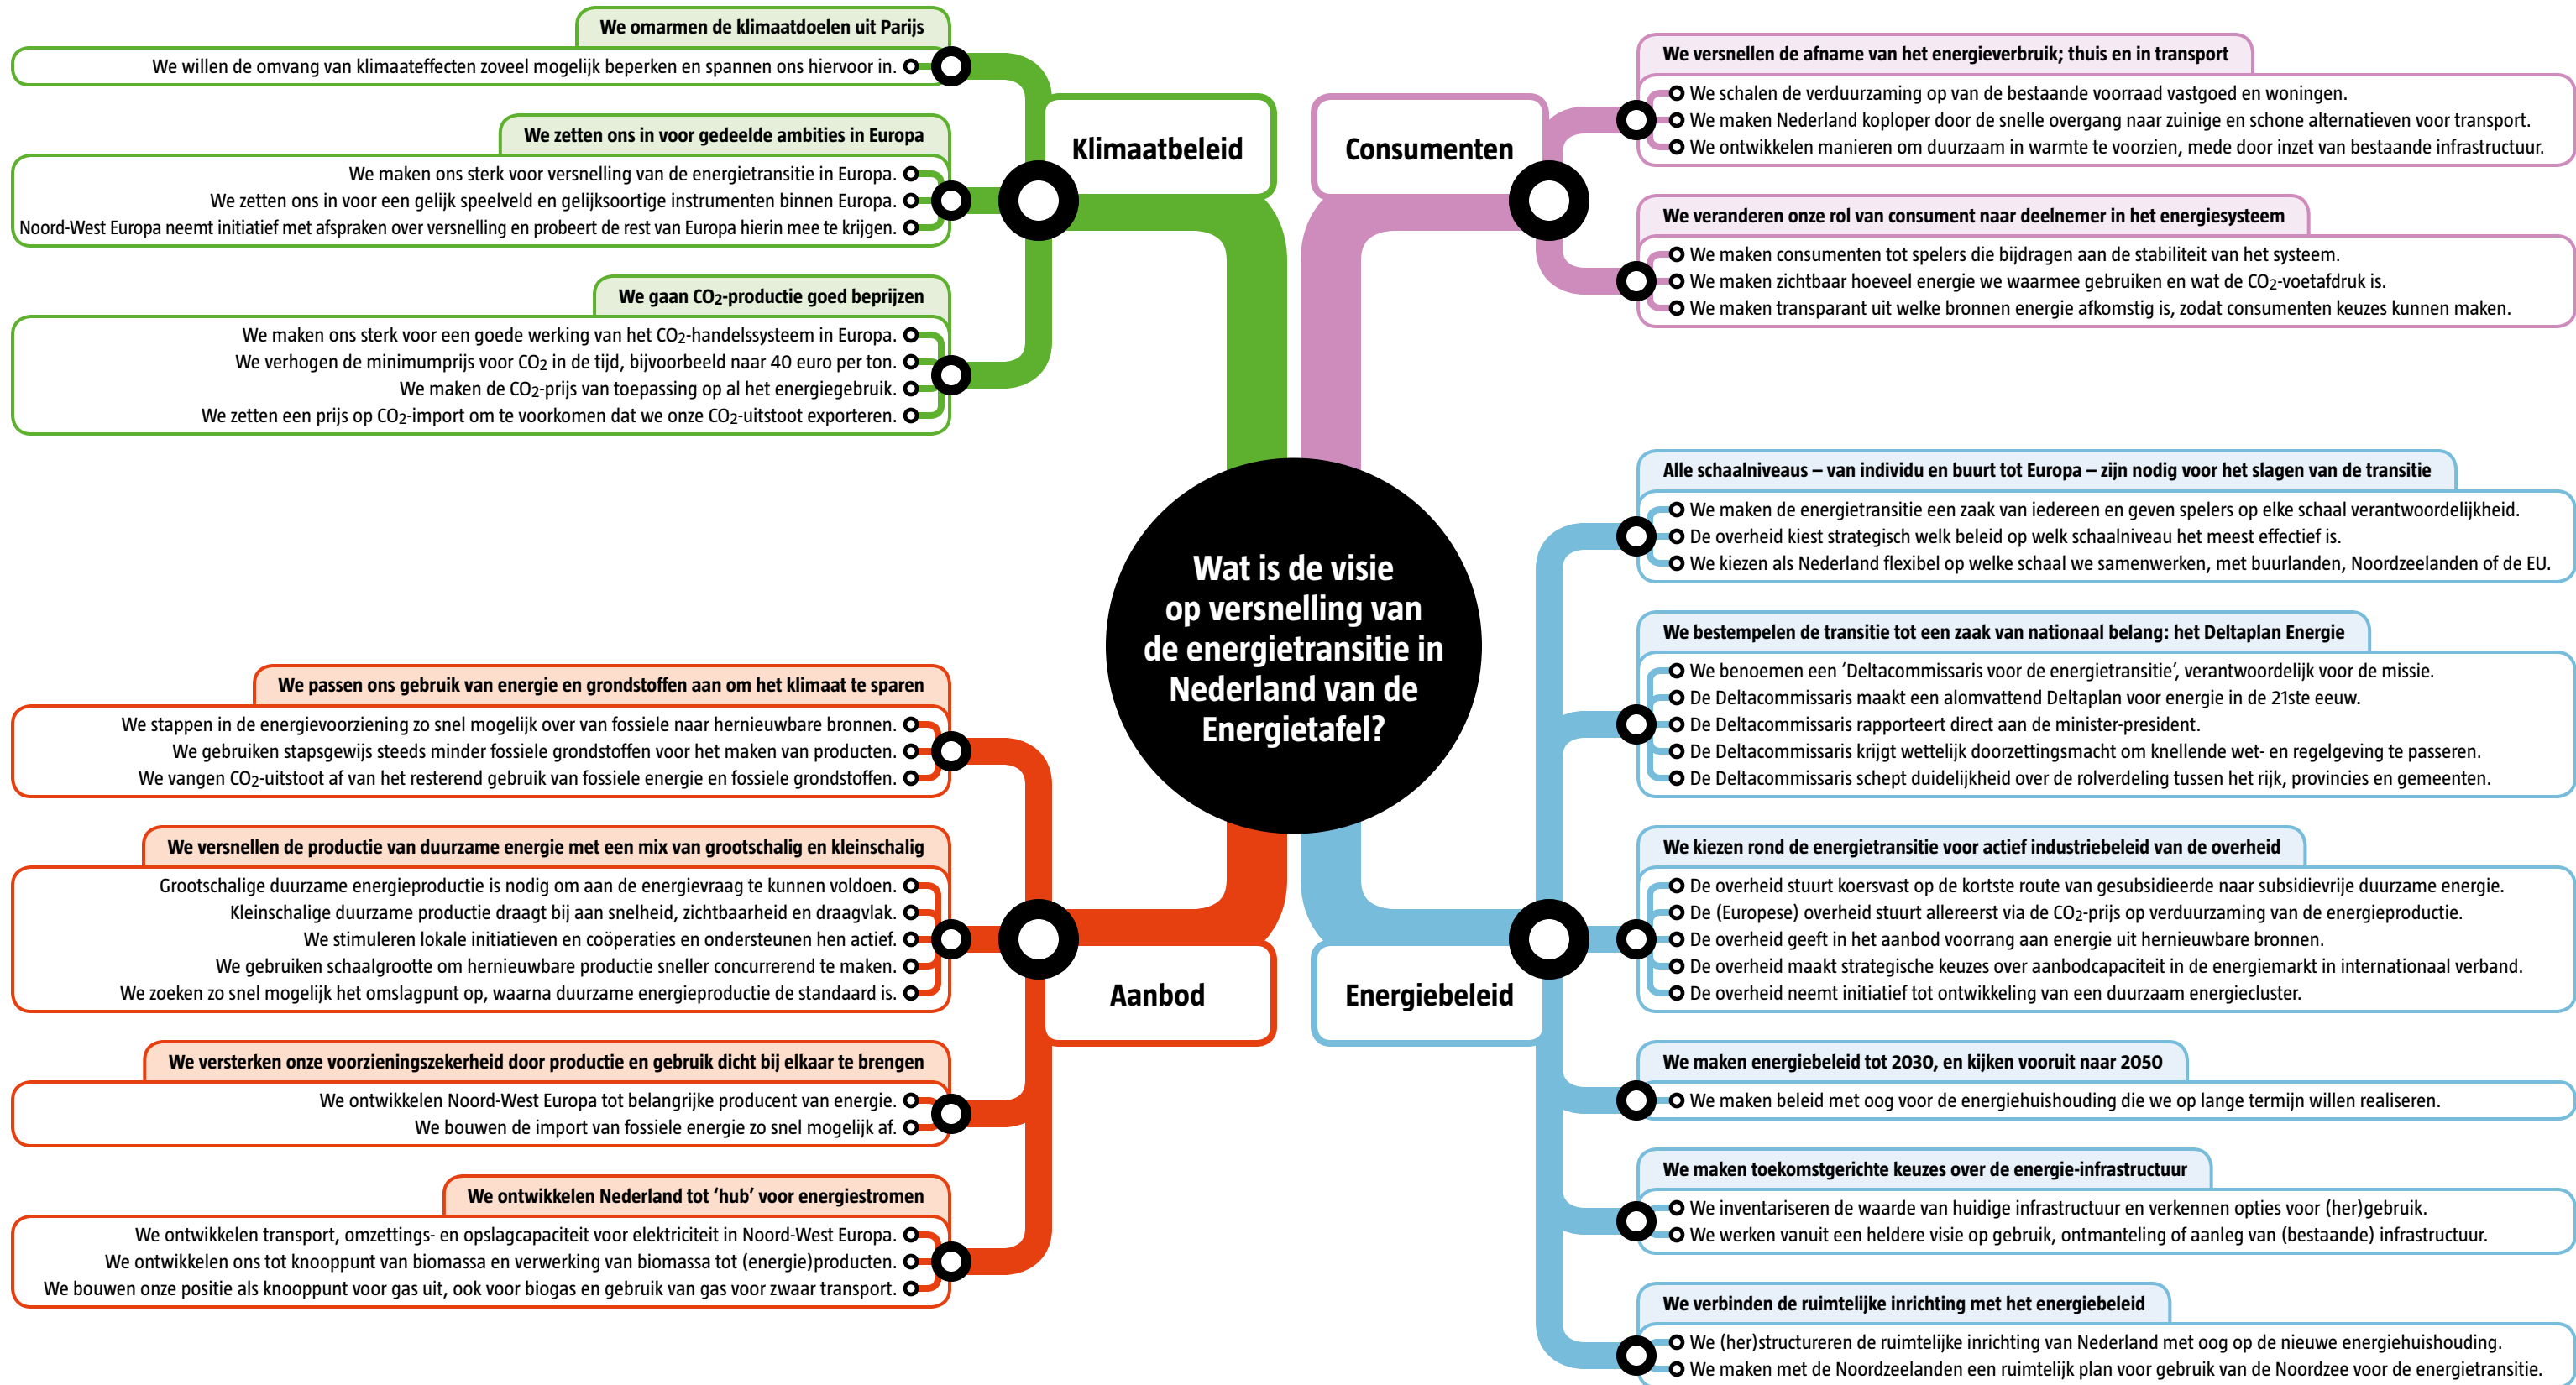 We omarmen de klimaatdoelen uit Parijs
We willen de omvang van klimaateffecten zoveel mogelijk beperken en spannen ons hiervoor in.
We zetten ons in voor gedeelde ambities in Europa
We maken ons sterk voor versnelling van de energietransitie in Europa.
We zetten ons in voor een gelijk speelveld en gelijksoortige instrumenten binnen Europa.
Noord-West Europa neemt initiatief met afspraken over versnelling en probeert de rest van Europa hierin mee te krijgen.
We gaan CO2-productie goed beprijzen
We maken ons sterk voor een goede werking van het CO2-handelssysteem in Europa.
We verhogen de minimumprijs voor CO2 in de tijd, bijvoorbeeld naar 40 euro per ton.
We maken de CO2-prijs van toepassing op al het energiegebruik.
We zetten een prijs op CO2-import om te voorkomen dat we onze CO2-uitstoot exporteren.
Klimaatbeleid
Consumenten
We versnellen de afname van het energieverbruik; thuis en in transport
We schalen de verduurzaming op van de bestaande voorraad vastgoed en woningen.
We maken Nederland koploper door de snelle overgang naar zuinige en schone alternatieven voor transport.
We ontwikkelen manieren om duurzaam in warmte te voorzien, mede door inzet van bestaande infrastructuur.
We veranderen onze rol van consument naar deelnemer in het energiesysteem
We maken consumenten tot spelers die bijdragen aan de stabiliteit van het systeem.
We maken zichtbaar hoeveel energie we waarmee gebruiken en wat de CO2-voetafdruk is.
We maken transparant uit welke bronnen energie afkomstig is, zodat consumenten keuzes kunnen maken.
Wat is de visie
op versnelling van
de energietransitie in
Nederland van de
Energietafel?
We passen ons gebruik van energie en grondstoffen aan om het klimaat te sparen
We stappen in de energievoorziening zo snel mogelijk over van fossiele naar hernieuwbare bronnen.
We gebruiken stapsgewijs steeds minder fossiele grondstoffen voor het maken van producten.
We vangen CO2-uitstoot af van het resterend gebruik van fossiele energie en fossiele grondstoffen.
We versnellen de productie van duurzame energie met een mix van grootschalig en kleinschalig
Grootschalige duurzame energieproductie is nodig om aan de energievraag te kunnen voldoen.
Kleinschalige duurzame productie draagt bij aan snelheid, zichtbaarheid en draagvlak.
We stimuleren lokale initiatieven en coöperaties en ondersteunen hen actief.
We gebruiken schaalgrootte om hernieuwbare productie sneller concurrerend te maken.
We zoeken zo snel mogelijk het omslagpunt op, waarna duurzame energieproductie de standaard is.
We versterken onze voorzieningszekerheid door productie en gebruik dicht bij elkaar te brengen
We ontwikkelen Noord-West Europa tot belangrijke producent van energie.
We bouwen de import van fossiele energie zo snel mogelijk af.
We ontwikkelen Nederland tot ‘hub’ voor energiestromen
We ontwikkelen transport, omzettings- en opslagcapaciteit voor elektriciteit in Noord-West Europa.
We ontwikkelen ons tot knooppunt van biomassa en verwerking van biomassa tot (energie)producten.
We bouwen onze positie als knooppunt voor gas uit, ook voor biogas en gebruik van gas voor zwaar transport.
Aanbod
Energiebeleid
Alle schaalniveaus – van individu en buurt tot Europa – zijn nodig voor het slagen van de transitie
We maken de energietransitie een zaak van iedereen en geven spelers op elke schaal verantwoordelijkheid.
De overheid kiest strategisch welk beleid op welk schaalniveau het meest effectief is.
We kiezen als Nederland flexibel op welke schaal we samenwerken, met buurlanden, Noordzeelanden of de EU.
We bestempelen de transitie tot een zaak van nationaal belang: het Deltaplan Energie
We benoemen een ‘Deltacommissaris voor de energietransitie’, verantwoordelijk voor de missie.
De Deltacommissaris maakt een alomvattend Deltaplan voor energie in de 21ste eeuw.
De Deltacommissaris rapporteert direct aan de minister-president.
De Deltacommissaris krijgt wettelijk doorzettingsmacht om knellende wet- en regelgeving te passeren.
De Deltacommissaris schept duidelijkheid over de rolverdeling tussen het rijk, provincies en gemeenten.
We kiezen rond de energietransitie voor actief industriebeleid van de overheid
De overheid stuurt koersvast op de kortste route van gesubsidieerde naar subsidievrije duurzame energie.
De (Europese) overheid stuurt allereerst via de CO2-prijs op verduurzaming van de energieproductie.
De overheid geeft in het aanbod voorrang aan energie uit hernieuwbare bronnen.
De overheid maakt strategische keuzes over aanbodcapaciteit in de energiemarkt in internationaal verband.
De overheid neemt initiatief tot ontwikkeling van een duurzaam energiecluster.
We maken energiebeleid tot 2030, en kijken vooruit naar 2050
We maken beleid met oog voor de energiehuishouding die we op lange termijn willen realiseren.
We maken toekomstgerichte keuzes over de energie-infrastructuur
We inventariseren de waarde van huidige infrastructuur en verkennen opties voor (her)gebruik.
We werken vanuit een heldere visie op gebruik, ontmanteling of aanleg van (bestaande) infrastructuur.
We verbinden de ruimtelijke inrichting met het energiebeleid
We (her)structureren de ruimtelijke inrichting van Nederland met oog op de nieuwe energiehuishouding.
We maken met de Noordzeelanden een ruimtelijk plan voor gebruik van de Noordzee voor de energietransitie.